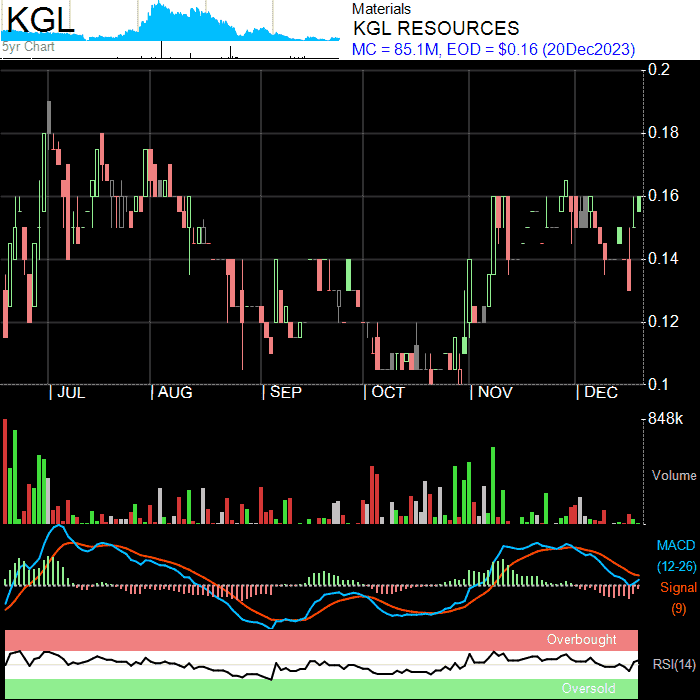 KGL
5yr Chart
Materials
KGL RESOURCES
MC = 85.1M, EOD = $0.16 (20Dec2023)
0.2
0.18
0.16
0.14
0.12
0.1
JUL
AUG
SEP
OCT
NOV
DEC
848k
Volume
MACD
(12-26)
Signal
(9)
Overbought
RSI(14)
Oversold